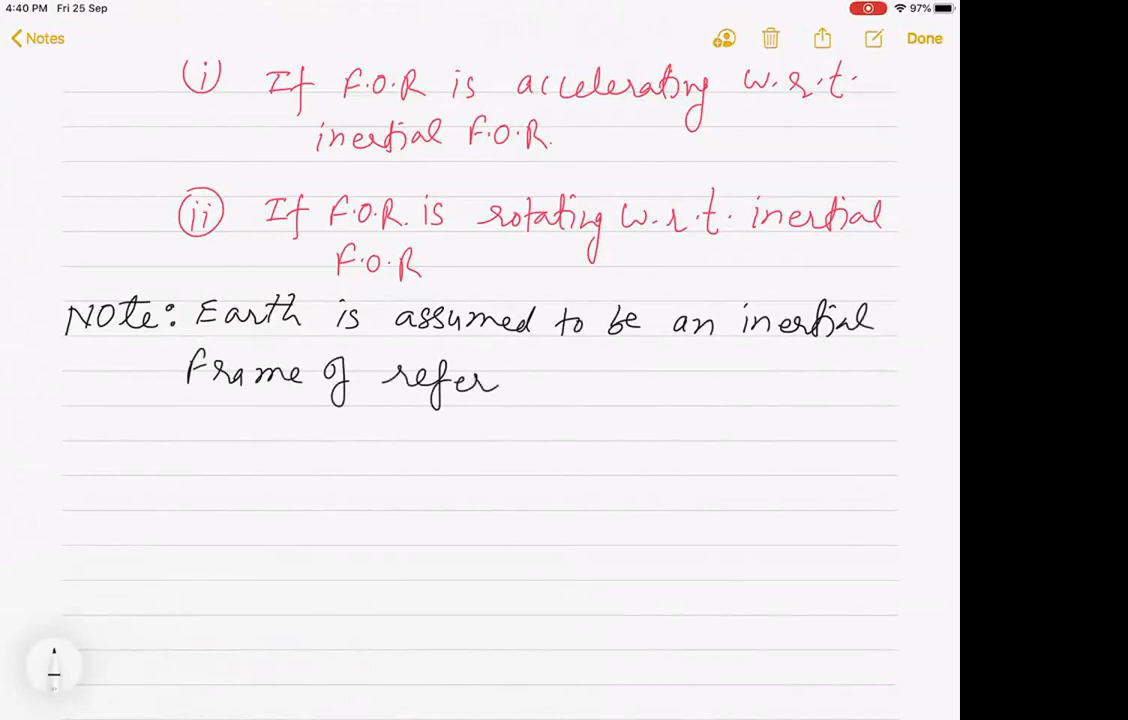 4:40 PM Fri 25 Sep
97%
Notes
Done
(i) If F.O.R is accelerating w.r.t.
inertial F.O.R.
(ii) If F.O.R. is rotating w.r.t. inertial
F.O.R
NOte: Earth is assumed to be an inertial
Frame of refer